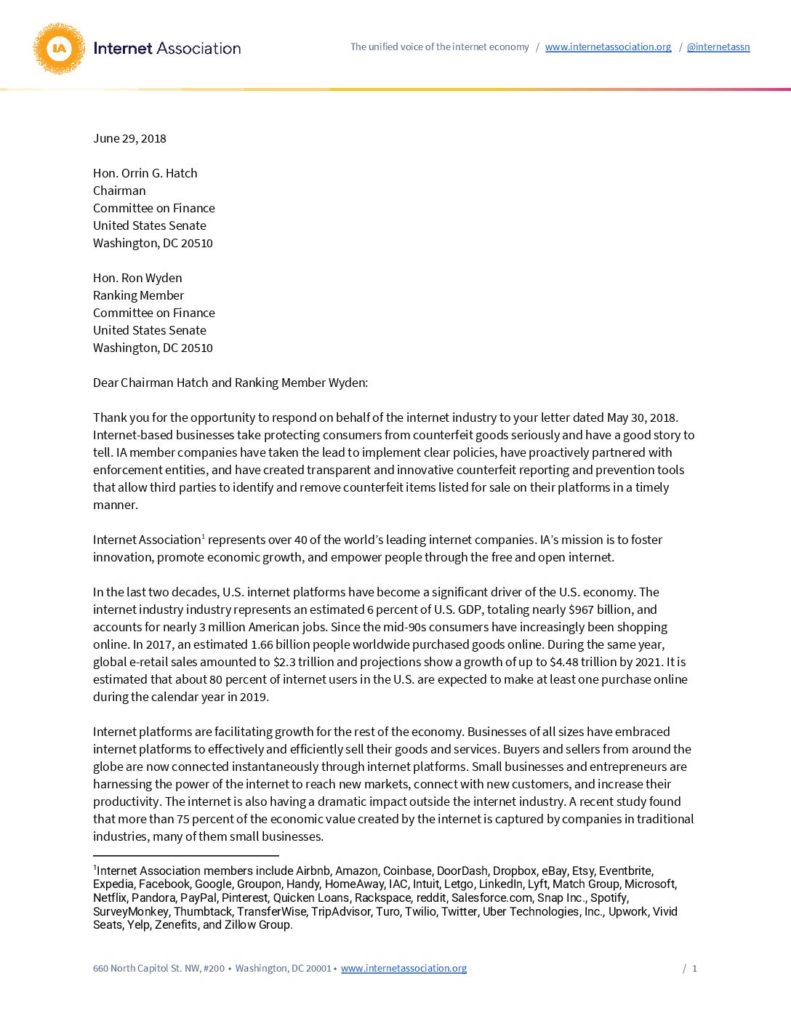 IA Internet Association
The unified voice of the internet economy / www.internetassociation.org / @internetassn
June 29, 2018
Hon. Orrin G. Hatch
Chairman
Committee on Finance
United States Senate
Washington, DC 20510
Hon. Ron Wyden
Ranking Member
Committee on Finance
United States Senate
Washington, DC 20510
Dear Chairman Hatch and Ranking Member Wyden:
Thank you for the opportunity to respond on behalf of the internet industry to your letter dated May 30, 2018.
Internet-based businesses take protecting consumers from counterfeit goods seriously and have a good story to
tell. IA member companies have taken the lead to implement clear policies, have proactively partnered with
enforcement entities, and have created transparent and innovative counterfeit reporting and prevention tools
that allow third parties to identify and remove counterfeit items listed for sale on their platforms in a timely
manner.
Internet Association¹ represents over 40 of the world's leading internet companies. IA's mission is to foster
innovation, promote economic growth, and empower people through the free and open internet.
In the last two decades, U.S. internet platforms have become a significant driver of the U.S. economy. The
internet industry industry represents an estimated 6 percent of U.S. GDP, totaling nearly $967 billion, and
accounts for nearly 3 million American jobs. Since the mid-90s consumers have increasingly been shopping
online. In 2017, an estimated 1.66 billion people worldwide purchased goods online. During the same year,
global e-retail sales amounted to $2.3 trillion and projections show a growth of up to $4.48 trillion by 2021. It is
estimated that about 80 percent of internet users in the U.S. are expected to make at least one purchase online
during the calendar year in 2019.
Internet platforms are facilitating growth for the rest of the economy. Businesses of all sizes have embraced
internet platforms to effectively and efficiently sell their goods and services. Buyers and sellers from around the
globe are now connected instantaneously through internet platforms. Small businesses and entrepreneurs are
harnessing the power of the internet to reach new markets, connect with new customers, and increase their
productivity. The internet is also having a dramatic impact outside the internet industry. A recent study found
that more than 75 percent of the economic value created by the internet is captured by companies in traditional
industries, many of them small businesses.
¹Internet Association members include Airbnb, Amazon, Coinbase, DoorDash, Dropbox, eBay, Etsy, Eventbrite,
Expedia, Facebook, Google, Groupon, Handy, HomeAway, IAC, Intuit, Letgo, LinkedIn, Lyft, Match Group, Microsoft,
Netflix, Pandora, PayPal, Pinterest, Quicken Loans, Rackspace, reddit, Salesforce.com, Snap Inc., Spotify,
SurveyMonkey, Thumbtack, TransferWise, TripAdvisor, Turo, Twilio, Twitter, Uber Technologies, Inc., Upwork, Vivid
Seats, Yelp, Zenefits, and Zillow Group.
660 North Capitol St. NW, #200 • Washington, DC 20001 • www.internetassociation.org / 1